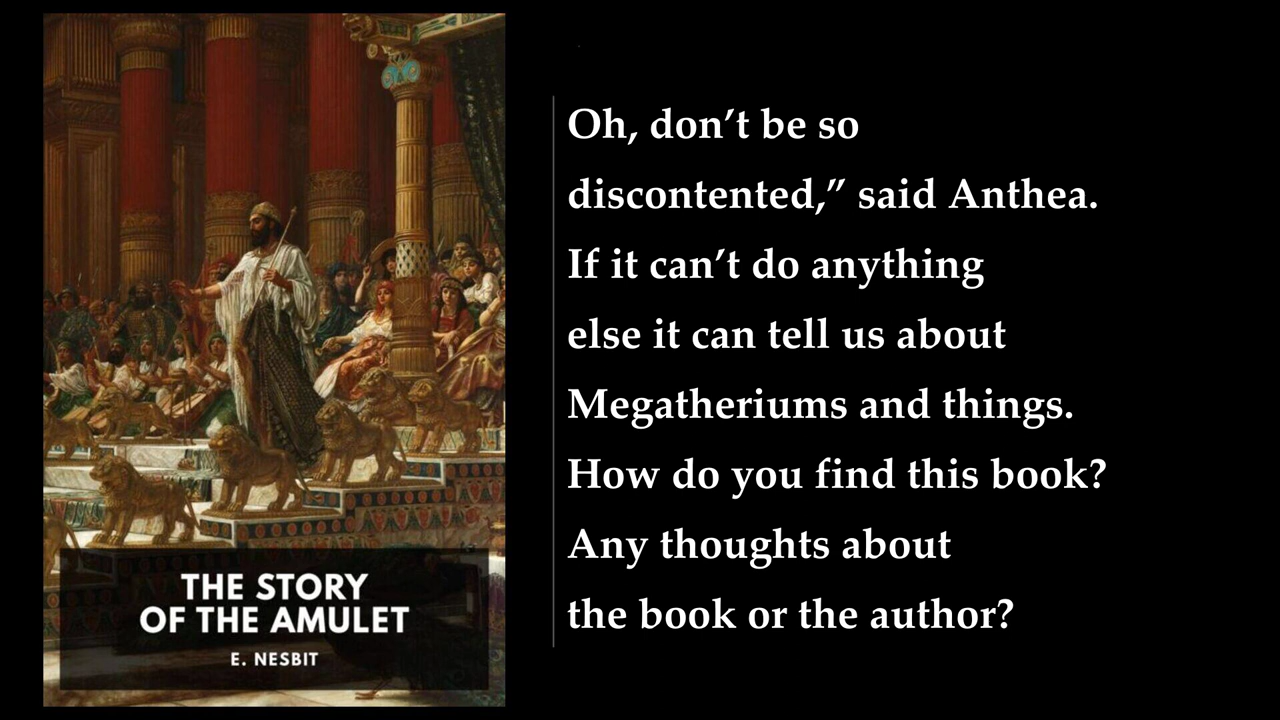 THE STORY
OF THE AMULET
E. NESBIT
Oh, don’t be so
discontented,” said Anthea.
If it can’t do anything
else it can tell us about
Megatheriums and things.
How do you find this book?
Any thoughts about
the book or the author?